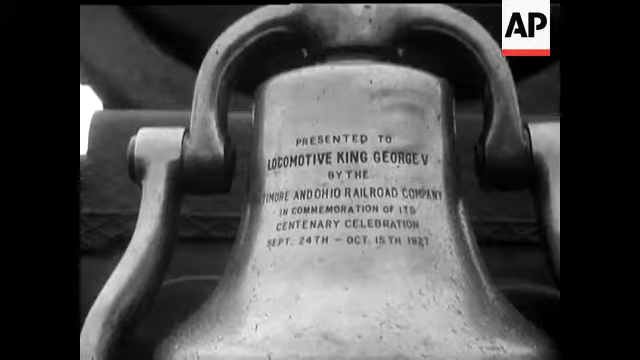 AP
PRESENTED TO
LOCOMOTIVE KING GEORGE V
BY THE
TIMORE AND OHIO RAILROAD COMPANY
IN COMMEMORATION OF ITS
CENTENARY CELEBRATION
SEPT. 24TH – OCT. 15TH 1927